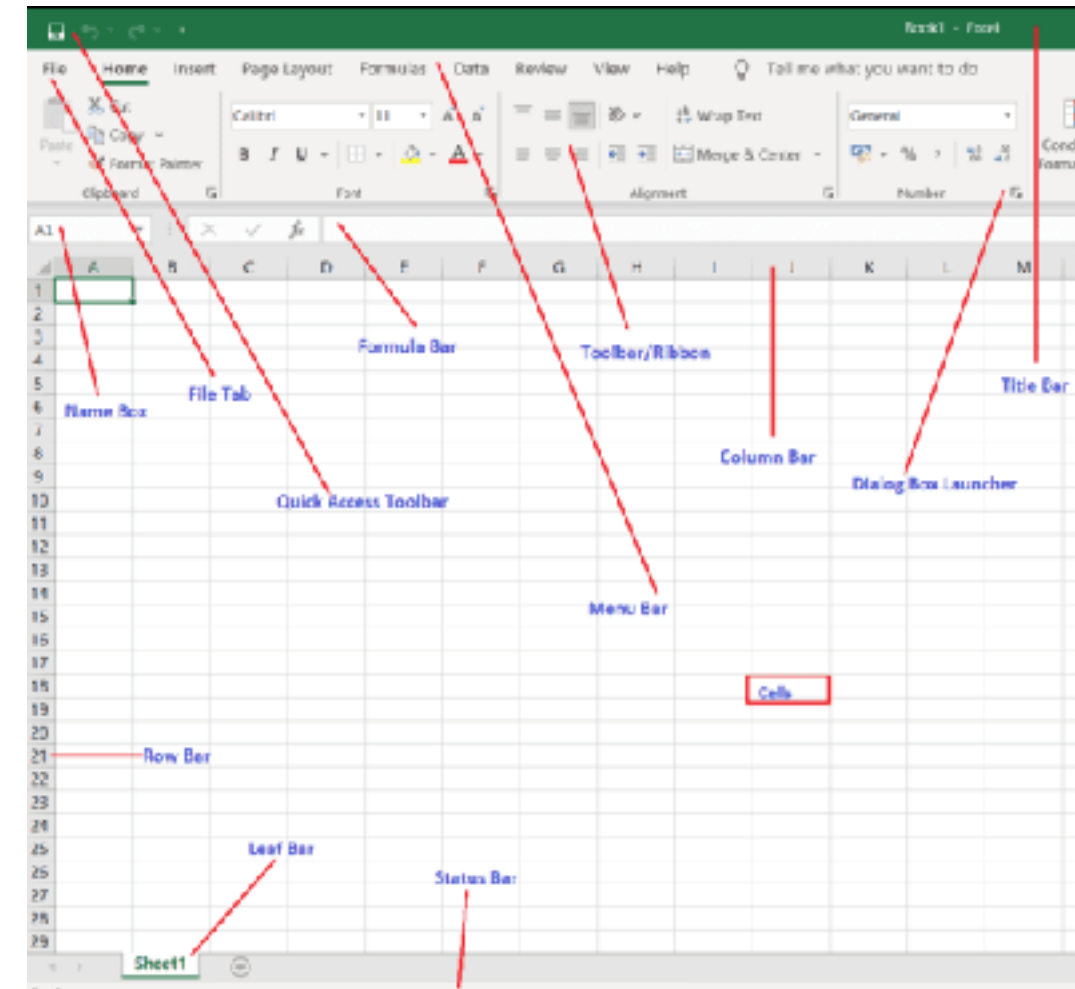 Book1 - Excel
File Home Insert Page Layout Formulas Data Review View Help Tell me what you want to do
Cut
Calibri 11
Wrap Text
General
Paste
Copy
Format Painter
B I U
A
Merge & Center
%
Cond
Formu
Clipboard Font Alignment Number
A1 fx
A B C D E F G H I J K L M
1
2
3
4
5
6
7
8
9
10
11
12
13
14
15
16
17
18
19
20
21
22
23
24
25
26
27
28
29
Formula Bar
Toolbar/Ribbon
Title Bar
File Tab
Name Box
Column Bar
Dialog Box Launcher
Quick Access Toolbar
Menu Bar
Cells
Row Bar
Leaf Bar
Status Bar
Sheet1